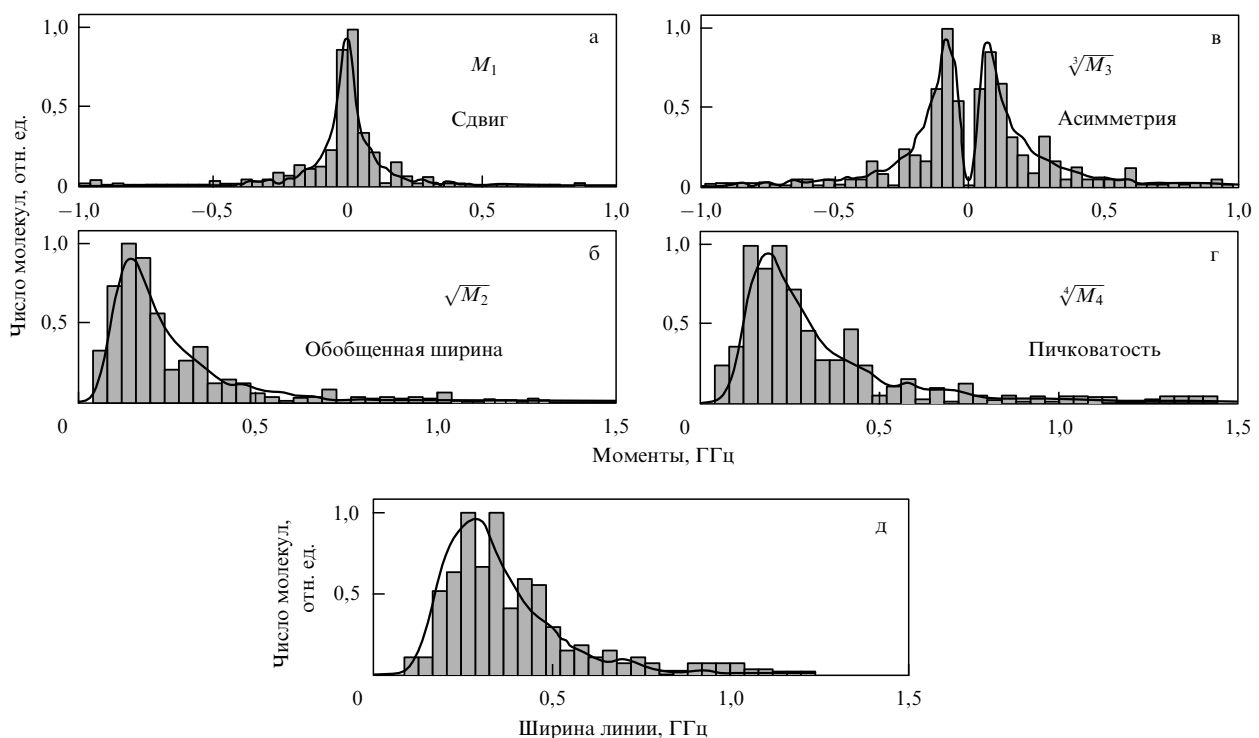 Число молекул, отн. ед.
1,0
0,5
0
а
M₁
Сдвиг
−1,0 −0,5 0 0,5 1,0
1,0
0,5
0
в
∛M₃
Асимметрия
−1,0 −0,5 0 0,5 1,0
1,0
0,5
б
√M₂
Обобщенная ширина
0 0,5 1,0 1,5
1,0
0,5
г
∜M₄
Пичковатость
0 0,5 1,0 1,5
Моменты, ГГц
Число молекул,
отн. ед.
1,0
0,5
д
0 0,5 1,0 1,5
Ширина линии, ГГц